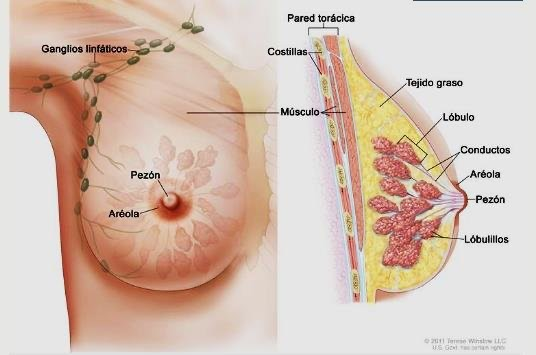 Pared torácica
Costillas
Ganglios linfáticos
Tejido graso
Músculo
Lóbulo
Conductos
Pezón
Aréola
Aréola
Pezón
Lóbulillos
© 2011 Terese Winslow LLC
U.S. Govt. has certain rights